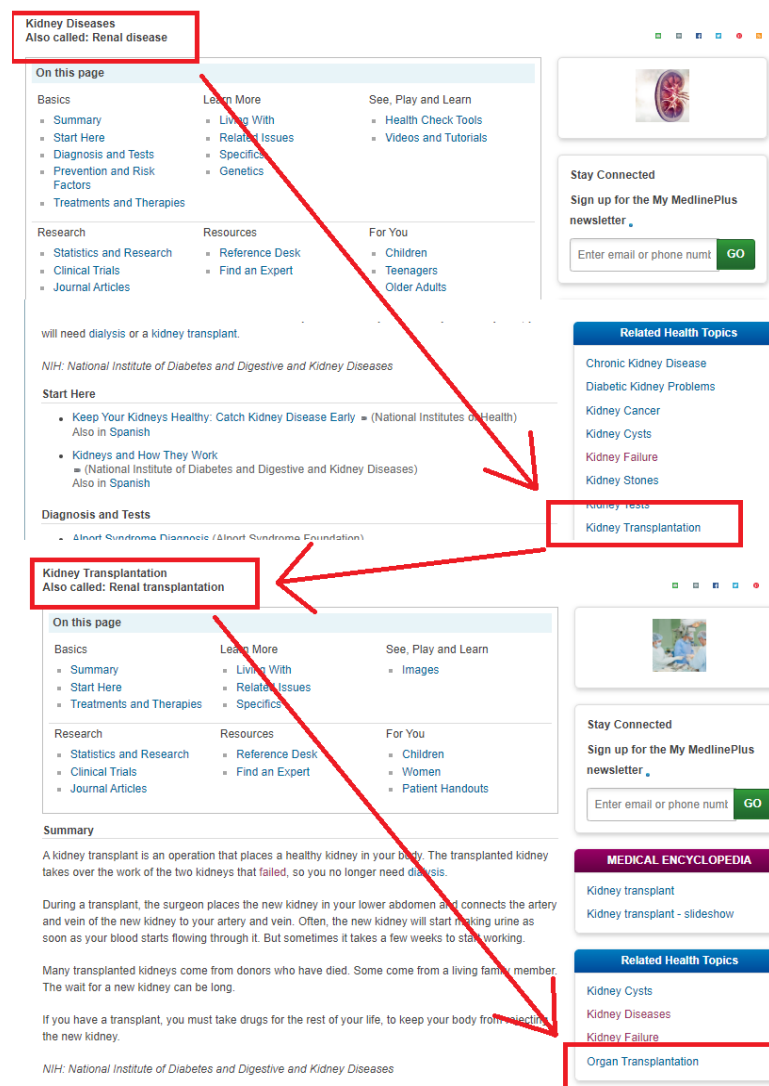 Kidney Diseases
Also called: Renal disease
On this page
Basics
Summary
Start Here
Diagnosis and Tests
Prevention and Risk
Factors
Treatments and Therapies
Learn More
Living With
Related Issues
Specifics
Genetics
See, Play and Learn
Health Check Tools
Videos and Tutorials
Research
Statistics and Research
Clinical Trials
Journal Articles
Resources
Reference Desk
Find an Expert
For You
Children
Teenagers
Older Adults
Stay Connected
Sign up for the My MedlinePlus
newsletter
Enter email or phone numb
GO
will need dialysis or a kidney transplant.
NIH: National Institute of Diabetes and Digestive and Kidney Diseases
Start Here
Keep Your Kidneys Healthy: Catch Kidney Disease Early (National Institutes of Health)
Also in Spanish
Kidneys and How They Work
(National Institute of Diabetes and Digestive and Kidney Diseases)
Also in Spanish
Diagnosis and Tests
Alport Syndrome Diagnosis (Alport Syndrome Foundation)
Related Health Topics
Chronic Kidney Disease
Diabetic Kidney Problems
Kidney Cancer
Kidney Cysts
Kidney Failure
Kidney Stones
Kidney Tests
Kidney Transplantation
Kidney Transplantation
Also called: Renal transplantation
On this page
Basics
Summary
Start Here
Treatments and Therapies
Learn More
Living With
Related Issues
Specifics
See, Play and Learn
Images
Research
Statistics and Research
Clinical Trials
Journal Articles
Resources
Reference Desk
Find an Expert
For You
Children
Women
Patient Handouts
Summary
A kidney transplant is an operation that places a healthy kidney in your body. The transplanted kidney
takes over the work of the two kidneys that failed, so you no longer need dialysis.
During a transplant, the surgeon places the new kidney in your lower abdomen and connects the artery
and vein of the new kidney to your artery and vein. Often, the new kidney will start making urine as
soon as your blood starts flowing through it. But sometimes it takes a few weeks to start working.
Many transplanted kidneys come from donors who have died. Some come from a living family member.
The wait for a new kidney can be long.
If you have a transplant, you must take drugs for the rest of your life, to keep your body from rejecting
the new kidney.
NIH: National Institute of Diabetes and Digestive and Kidney Diseases
Stay Connected
Sign up for the My MedlinePlus
newsletter
Enter email or phone numb
GO
MEDICAL ENCYCLOPEDIA
Kidney transplant
Kidney transplant - slideshow
Related Health Topics
Kidney Cysts
Kidney Diseases
Kidney Failure
Organ Transplantation